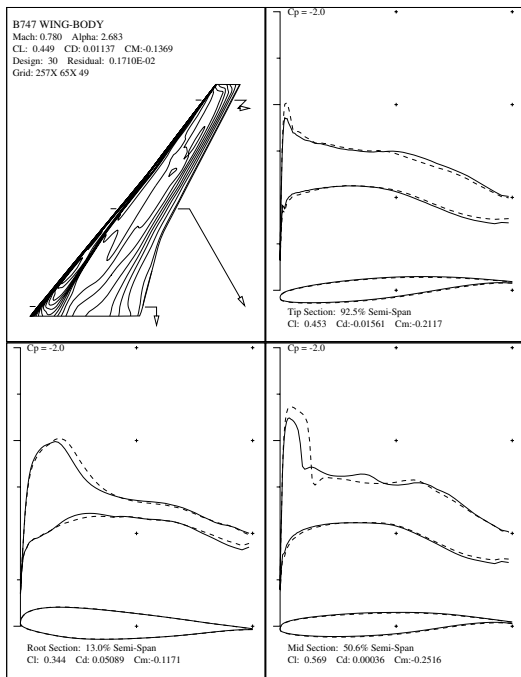 B747 WING-BODY
Mach: 0.780 Alpha: 2.683
CL: 0.449 CD: 0.01137 CM:-0.1369
Design: 30 Residual: 0.1710E-02
Grid: 257X 65X 49
Cp = -2.0
Tip Section: 92.5% Semi-Span
Cl: 0.453 Cd:-0.01561 Cm:-0.2117
Cp = -2.0
Root Section: 13.0% Semi-Span
Cl: 0.344 Cd: 0.05089 Cm:-0.1171
Cp = -2.0
Mid Section: 50.6% Semi-Span
Cl: 0.569 Cd: 0.00036 Cm:-0.2516